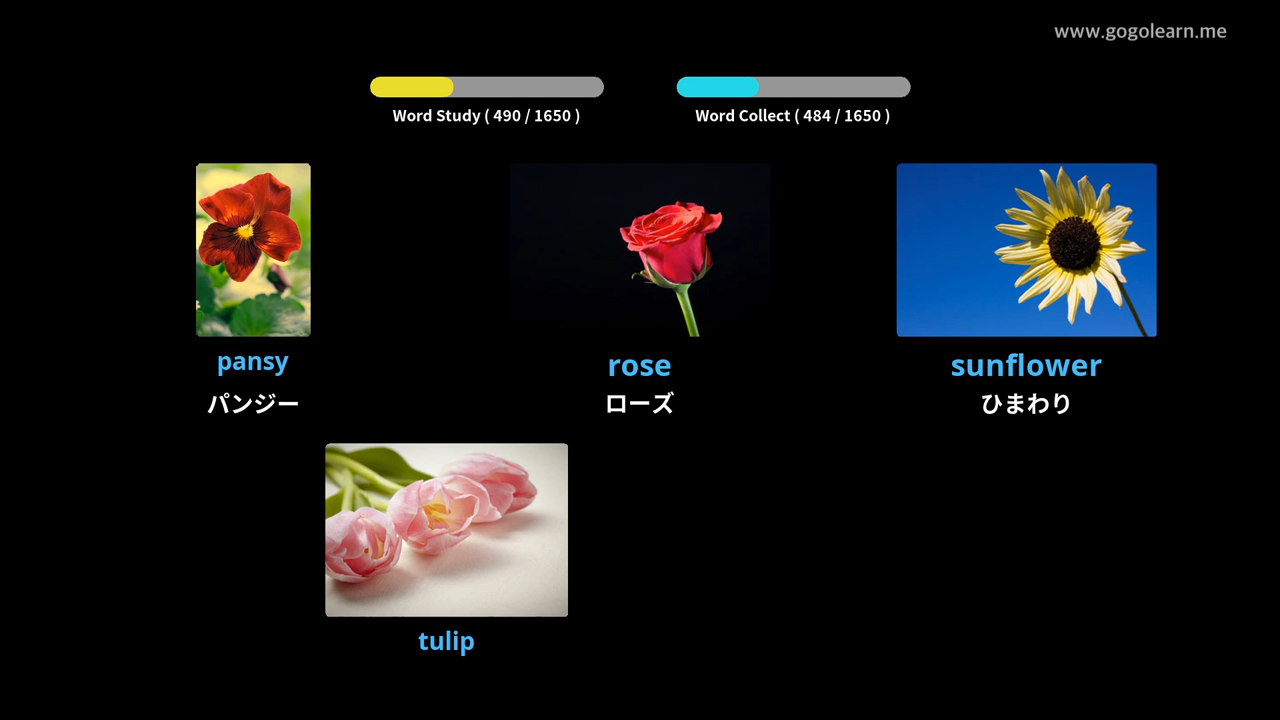 www.gogolearn.me
Word Study ( 490 / 1650 )
Word Collect ( 484 / 1650 )
pansy
パンジー
rose
ローズ
sunflower
ひまわり
tulip